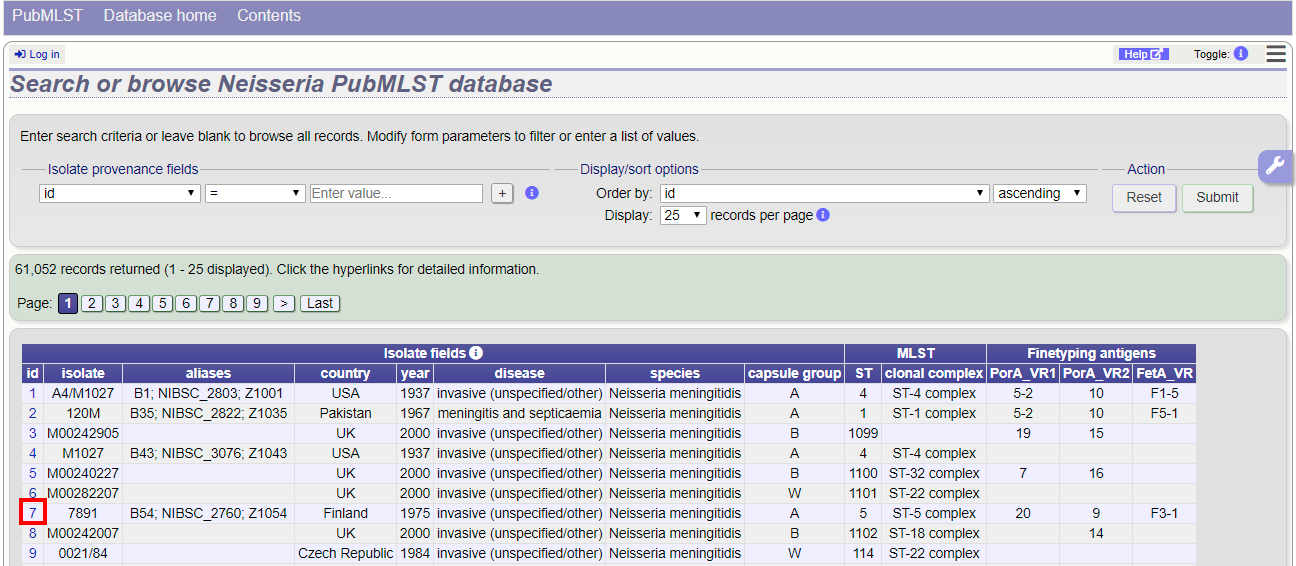 PubMLST Database home Contents
Log in Help Toggle:
Search or browse Neisseria PubMLST database
Enter search criteria or leave blank to browse all records. Modify form parameters to filter or enter a list of values.
Isolate provenance fields Display/sort options Action
id = Enter value... + Order by: id ascending Reset Submit
Display: 25 records per page
61,052 records returned (1 - 25 displayed). Click the hyperlinks for detailed information.
Page: 1 2 3 4 5 6 7 8 9 > Last
Isolate fields MLST Finetyping antigens
id isolate aliases country year disease species capsule group ST clonal complex PorA_VR1 PorA_VR2 FetA_VR
1 A4/M1027 B1; NIBSC_2803; Z1001 USA 1937 invasive (unspecified/other) Neisseria meningitidis A 4 ST-4 complex 5-2 10 F1-5
2 120M B35; NIBSC_2822; Z1035 Pakistan 1967 meningitis and septicaemia Neisseria meningitidis A 1 ST-1 complex 5-2 10 F5-1
3 M00242905 UK 2000 invasive (unspecified/other) Neisseria meningitidis B 1099 19 15
4 M1027 B43; NIBSC_3076; Z1043 USA 1937 invasive (unspecified/other) Neisseria meningitidis A 4 ST-4 complex
5 M00240227 UK 2000 invasive (unspecified/other) Neisseria meningitidis B 1100 ST-32 complex 7 16
6 M00282207 UK 2000 invasive (unspecified/other) Neisseria meningitidis W 1101 ST-22 complex
7 7891 B54; NIBSC_2760; Z1054 Finland 1975 invasive (unspecified/other) Neisseria meningitidis A 5 ST-5 complex 20 9 F3-1
8 M00242007 UK 2000 invasive (unspecified/other) Neisseria meningitidis B 1102 ST-18 complex 14
9 0021/84 Czech Republic 1984 invasive (unspecified/other) Neisseria meningitidis W 114 ST-22 complex